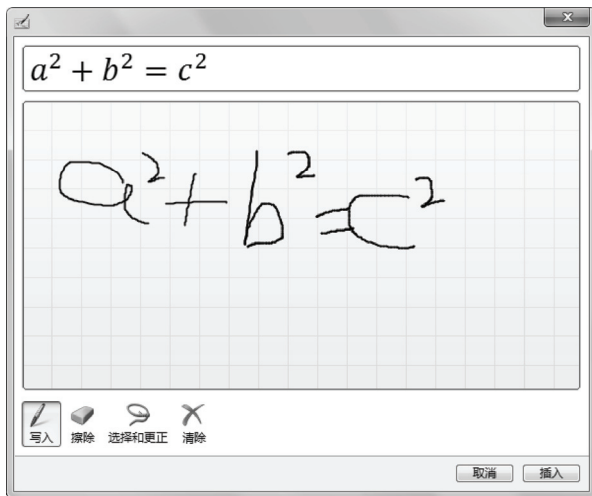 a² + b² = c²
a² + b² = c²
写入 擦除 选择和更正 清除
取消 插入